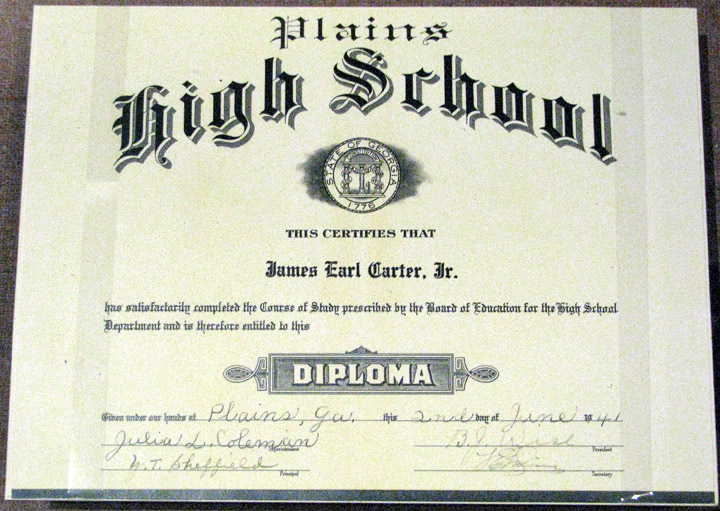 Plains
High School
STATE OF GEORGIA
1776
THIS CERTIFIES THAT
James Earl Carter, Jr.
has satisfactorily completed the Course of Study prescribed by the Board of Education for the High School
Department and is therefore entitled to this
DIPLOMA
Given under our hands at Plains, Ga. this 2nd day of June 1941
Julia L. Coleman B.T. Wise
Superintendent President
Y.T. Sheffield
Principal Secretary